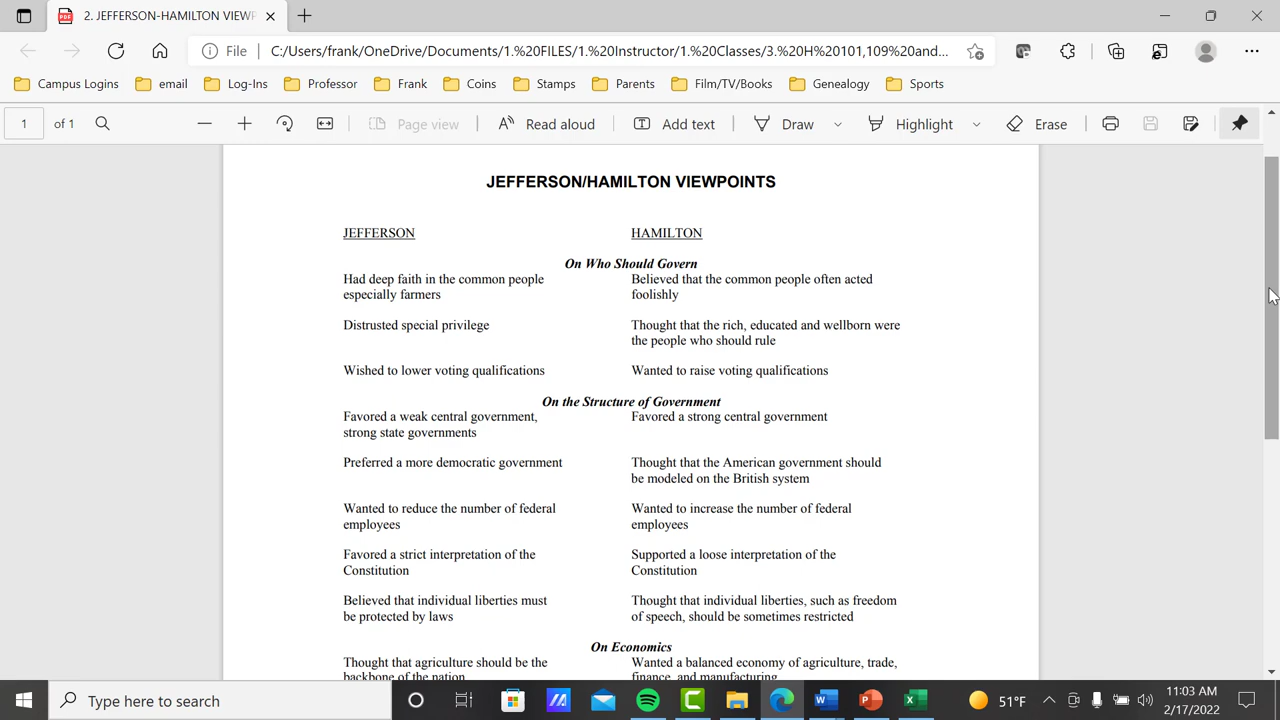 2. JEFFERSON-HAMILTON VIEWP
File C:/Users/frank/OneDrive/Documents/1.%20FILES/1.%20Instructor/1.%20Classes/3.%20H%20101,109%20and...
Campus Logins email Log-Ins Professor Frank Coins Stamps Parents Film/TV/Books Genealogy Sports
1 of 1 Page view Read aloud Add text Draw Highlight Erase
JEFFERSON/HAMILTON VIEWPOINTS
JEFFERSON HAMILTON
On Who Should Govern
Had deep faith in the common people Believed that the common people often acted
especially farmers foolishly
Distrusted special privilege Thought that the rich, educated and wellborn were
the people who should rule
Wished to lower voting qualifications Wanted to raise voting qualifications
On the Structure of Government
Favored a weak central government, Favored a strong central government
strong state governments
Preferred a more democratic government Thought that the American government should
be modeled on the British system
Wanted to reduce the number of federal Wanted to increase the number of federal
employees employees
Favored a strict interpretation of the Supported a loose interpretation of the
Constitution Constitution
Believed that individual liberties must Thought that individual liberties, such as freedom
be protected by laws of speech, should be sometimes restricted
On Economics
Thought that agriculture should be the Wanted a balanced economy of agriculture, trade,
backbone of the nation finance, and manufacturing
Type here to search 51°F 11:03 AM
2/17/2022